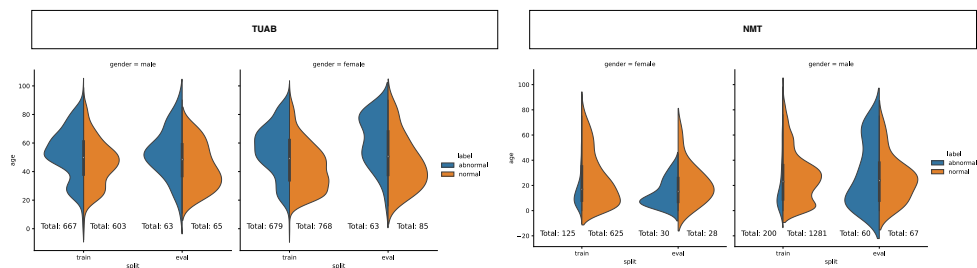 TUAB
gender = male
gender = female
age
100
80
60
40
20
0
Total: 667
Total: 603
Total: 63
Total: 65
Total: 679
Total: 768
Total: 63
Total: 85
train
eval
train
eval
split
split
label
abnormal
normal
NMT
gender = female
gender = male
age
100
80
60
40
20
0
−20
Total: 125
Total: 625
Total: 30
Total: 28
Total: 200
Total: 1281
Total: 60
Total: 67
train
eval
train
eval
split
split
label
abnormal
normal